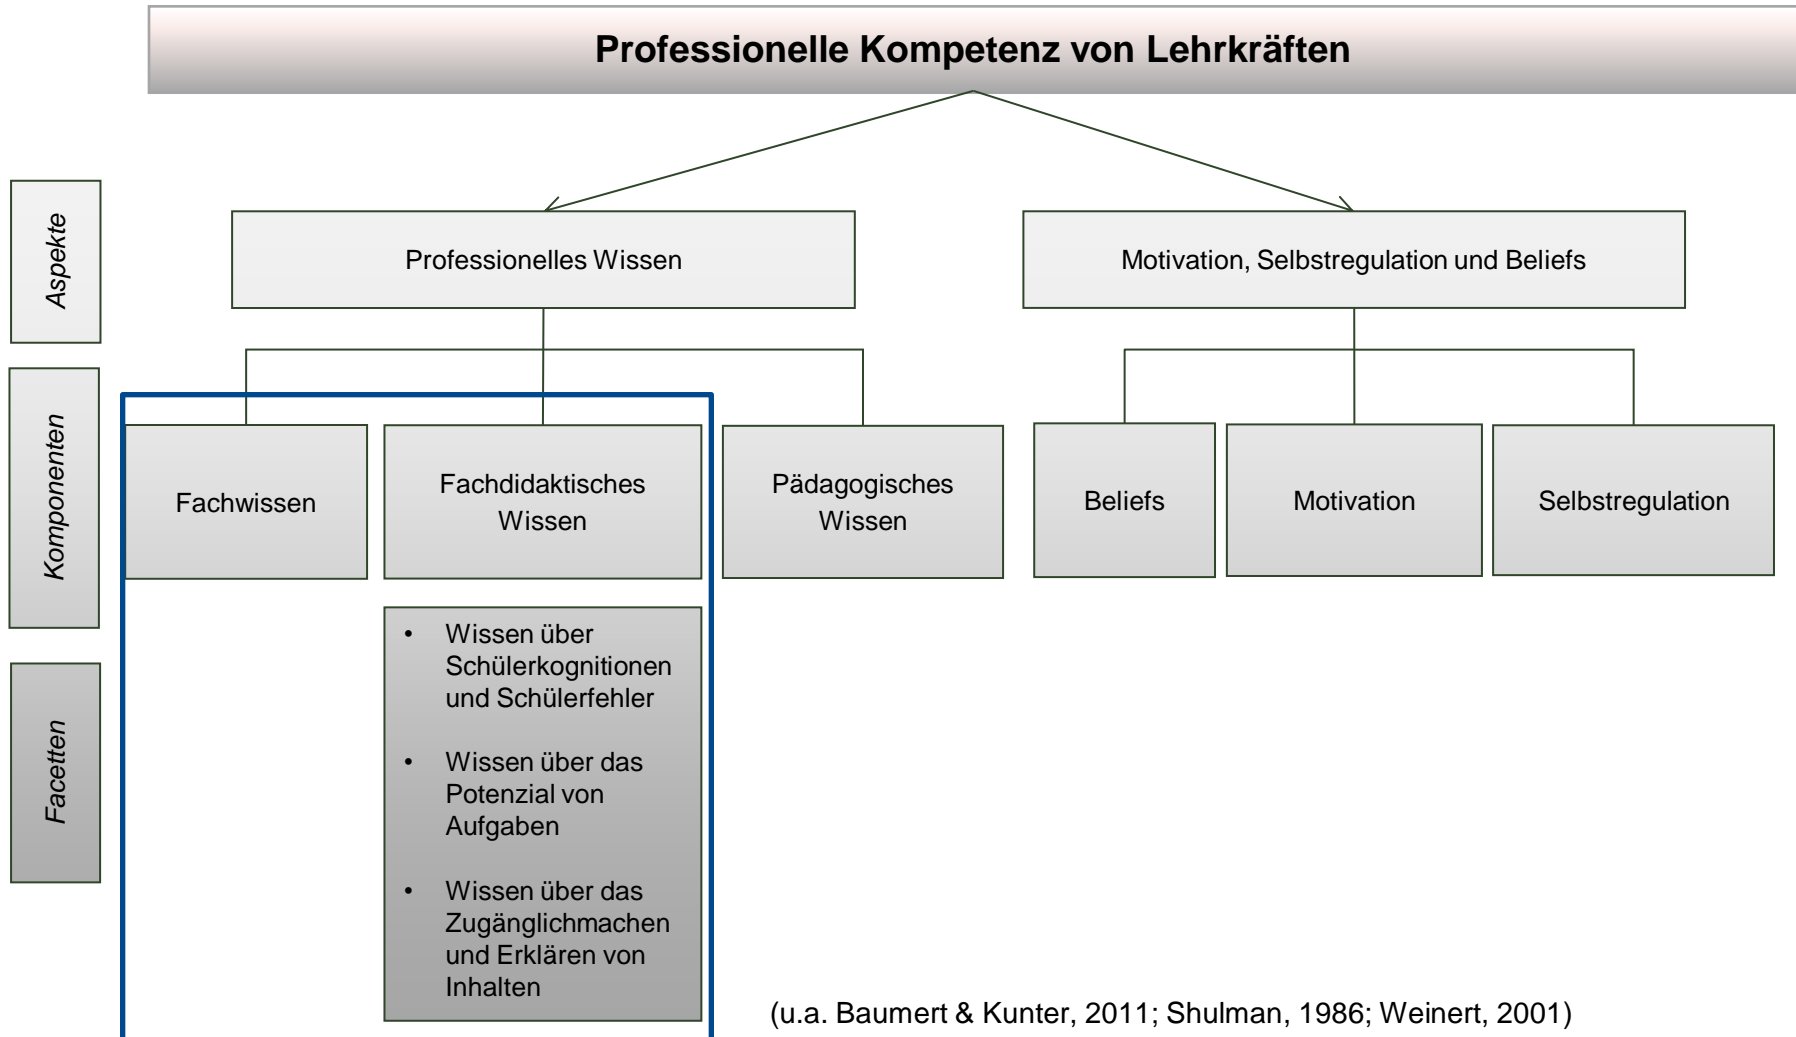 Professionelle Kompetenz von Lehrkräften
Aspekte
Professionelles Wissen
Motivation, Selbstregulation und Beliefs
Komponenten
Fachwissen
Fachdidaktisches
Wissen
Pädagogisches
Wissen
Beliefs
Motivation
Selbstregulation
Facetten
• Wissen über
Schülerkognitionen
und Schülerfehler
• Wissen über das
Potenzial von
Aufgaben
• Wissen über das
Zugänglichmachen
und Erklären von
Inhalten
(u.a. Baumert & Kunter, 2011; Shulman, 1986; Weinert, 2001)